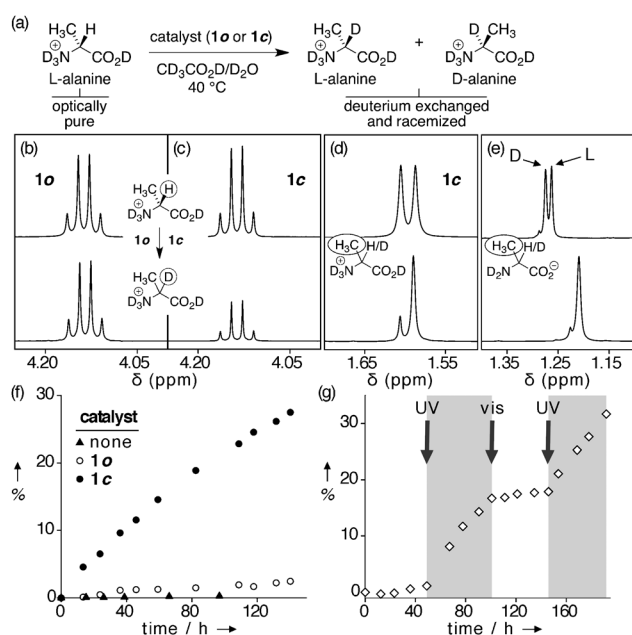 (a)
H₃C H
D₃N⊕ CO₂D
L-alanine
optically
pure
catalyst (1o or 1c)
CD₃CO₂D/D₂O
40 °C
H₃C D
D₃N⊕ CO₂D
L-alanine
+
D CH₃
D₃N⊕ CO₂D
D-alanine
deuterium exchanged
and racemized
(b) (c) (d) (e)
1o 1c 1c D L
H₃C H
D₃N⊕ CO₂D
1o 1c
H₃C D
D₃N⊕ CO₂D
H₃C H/D
D₃N⊕ CO₂D
H₃C H/D
D₂N CO₂⊖
4.20 4.05 4.20 4.05 1.65 1.55 1.35 1.25 1.15
δ (ppm) δ (ppm) δ (ppm) δ (ppm)
(f)
catalyst
▲ none
○ 1o
● 1c
30
20
10
0
% →
0 40 80 120
time / h →
(g)
UV vis UV
30
20
10
0
% →
0 40 80 120 160
time / h →